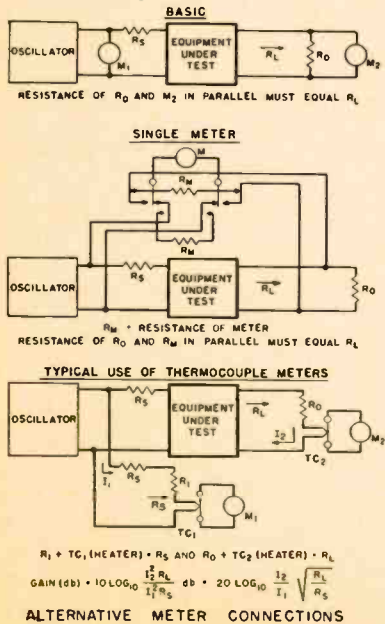 BASIC
OSCILLATOR
M1
RS
EQUIPMENT
UNDER
TEST
RL
RO
M2
RESISTANCE OF RO AND M2 IN PARALLEL MUST EQUAL RL
SINGLE METER
M
RM
RM
OSCILLATOR
RS
EQUIPMENT
UNDER
TEST
RL
RO
RM = RESISTANCE OF METER
RESISTANCE OF RO AND RM IN PARALLEL MUST EQUAL RL
TYPICAL USE OF THERMOCOUPLE METERS
OSCILLATOR
RS
EQUIPMENT
UNDER
TEST
RL
RO
I2
M2
TC2
I1
RS
R1
RS
M1
TC1
R1 + TC1 (HEATER) = RS AND RO + TC2 (HEATER) = RL
GAIN (db) = 10 LOG10 I2² RL / I1² RS db = 20 LOG10 I2 / I1 √ RL / RS
ALTERNATIVE METER CONNECTIONS